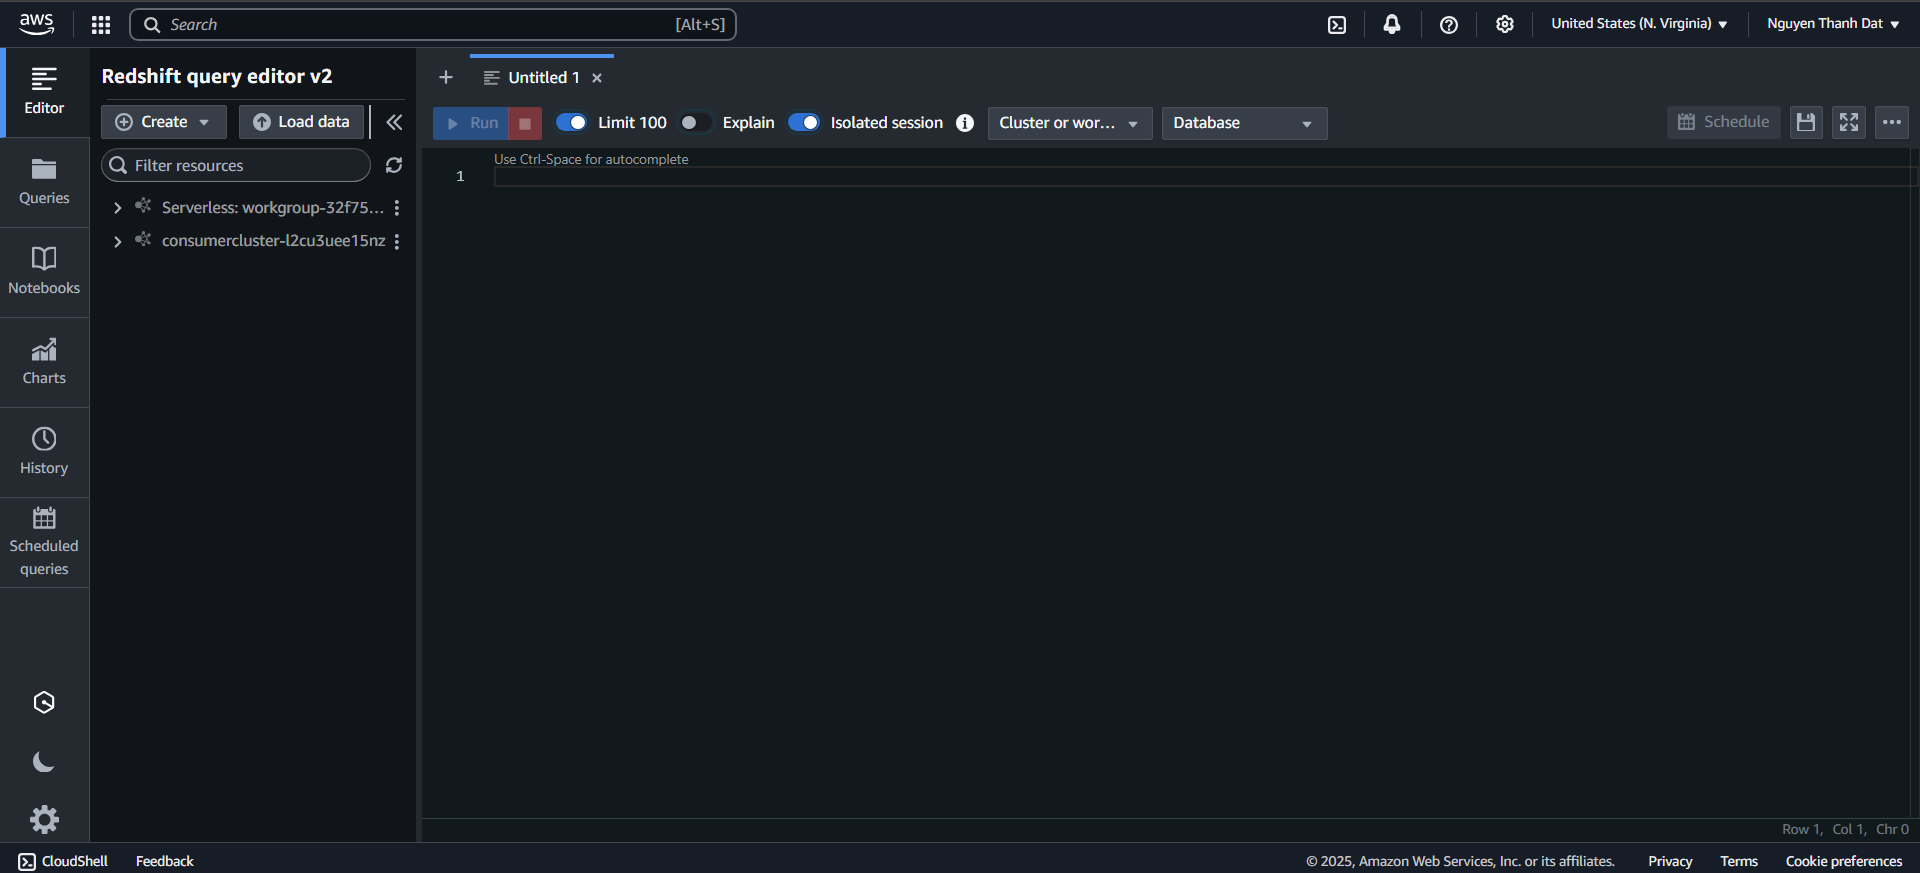 aws
Search [Alt+S]
United States (N. Virginia)
Nguyen Thanh Dat
Editor
Queries
Notebooks
Charts
History
Scheduled
queries
Redshift query editor v2
Create
Load data
Filter resources
Serverless: workgroup-32f75...
consumercluster-l2cu3uee15nz
Untitled 1
Run
Limit 100
Explain
Isolated session
Cluster or wor...
Database
Schedule
Use Ctrl-Space for autocomplete
1
Row 1, Col 1, Chr 0
CloudShell
Feedback
© 2025, Amazon Web Services, Inc. or its affiliates.
Privacy
Terms
Cookie preferences